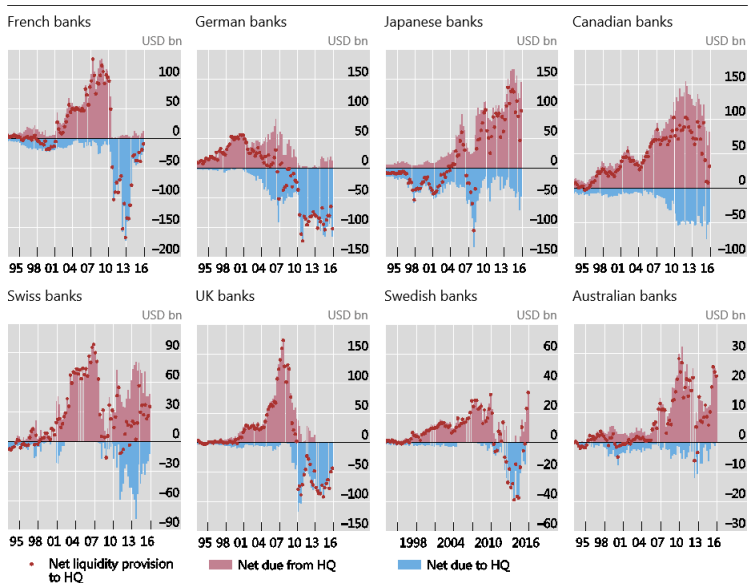 French banks German banks Japanese banks Canadian banks
USD bn USD bn USD bn USD bn
100 100 150 150
50 50 100 100
0 0 50 50
−50 −50 0 0
−100 −100 −50 −50
−150 −150 −100 −100
−200 −150
95 98 01 04 07 10 13 16 95 98 01 04 07 10 13 16 95 98 01 04 07 10 13 16 95 98 01 04 07 10 13 16
Swiss banks UK banks Swedish banks Australian banks
USD bn USD bn USD bn USD bn
90 150 60 30
60 100 40 20
30 50 20 10
0 0 0 0
−30 −50 −20 −10
−60 −100 −40 −20
−90 −150 −60 −30
95 98 01 04 07 10 13 16 95 98 01 04 07 10 13 16 1998 2004 2010 2016 95 98 01 04 07 10 13 16
Net liquidity provision to HQ Net due from HQ Net due to HQ